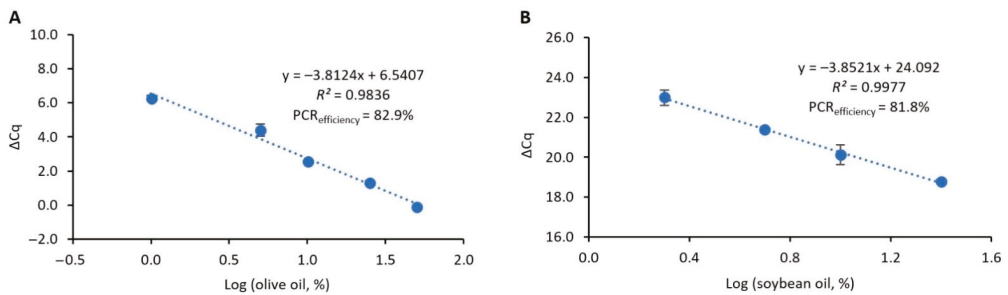 A
6.0
8.0
10.0
4.0
2.0
0.0
–2.0
ΔCq
y = –3.8124x + 6.5407
R² = 0.9836
PCRefficiency = 82.9%
–0.5 0.0 0.5 1.0 1.5 2.0
Log (olive oil, %)
B
26.0
24.0
22.0
20.0
18.0
16.0
ΔCq
y = –3.8521x + 24.092
R² = 0.9977
PCRefficiency = 81.8%
0.0 0.4 0.8 1.2 1.6
Log (soybean oil, %)